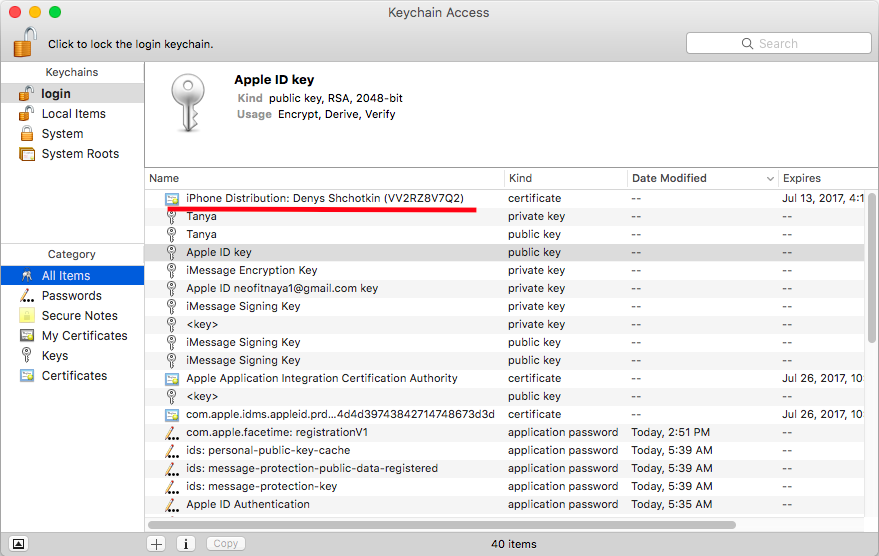 Keychain Access
Click to lock the login keychain.
Search
Keychains
login
Local Items
System
System Roots
Category
All Items
Passwords
Secure Notes
My Certificates
Keys
Certificates
Apple ID key
Kind public key, RSA, 2048-bit
Usage Encrypt, Derive, Verify
Name Kind Date Modified Expires
iPhone Distribution: Denys Shchotkin (VV2RZ8V7Q2) certificate -- Jul 13, 2017, 4:1
Tanya private key -- --
Tanya public key -- --
Apple ID key public key -- --
iMessage Encryption Key private key -- --
Apple ID neofitnaya1@gmail.com key private key -- --
iMessage Signing Key private key -- --
<key> private key -- --
iMessage Signing Key public key -- --
iMessage Signing Key public key -- --
Apple Application Integration Certification Authority certificate -- Jul 26, 2017, 10:
<key> public key -- --
com.apple.idms.appleid.prd...4d4d39743842714748673d3d certificate -- Jul 26, 2017, 10:
com.apple.facetime: registrationV1 application password Today, 2:51 PM --
ids: personal-public-key-cache application password Today, 5:39 AM --
ids: message-protection-public-data-registered application password Today, 5:39 AM --
ids: message-protection-key application password Today, 5:39 AM --
Apple ID Authentication application password Today, 5:35 AM --
Copy
40 items